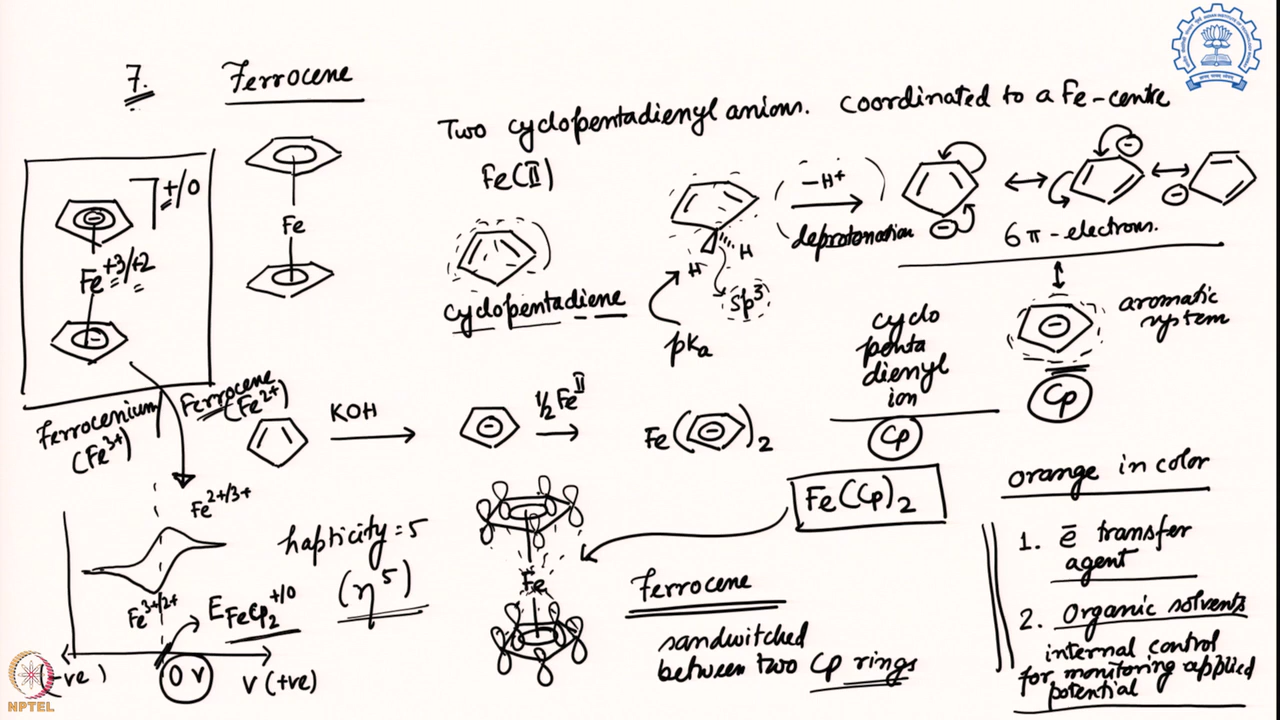 7. Ferrocene
Two cyclopentadienyl anions. coordinated to a Fe-centre
Fe(II)
Fe
+/0
Fe+3/+2
Ferrocenium
(Fe3+)
Ferrocene
(Fe2+)
cyclopentadiene
H
H
sp3
pKa
-H+
deprotonation
6π-electrons.
cyclo
penta
dienyl
ion
Cp
aromatic
system
Cp
KOH
1/2 FeII
Fe( )2
Fe(Cp)2
Fe2+/3+
Fe3+/2+
EFeCp2+/0
0 V
V (+ve)
-ve)
hapticity = 5
(η5)
Fe
Ferrocene
sandwitched
between two Cp rings
orange in color
1. ē transfer
agent
2. Organic solvents
internal control
for monitoring applied
potential
NPTEL